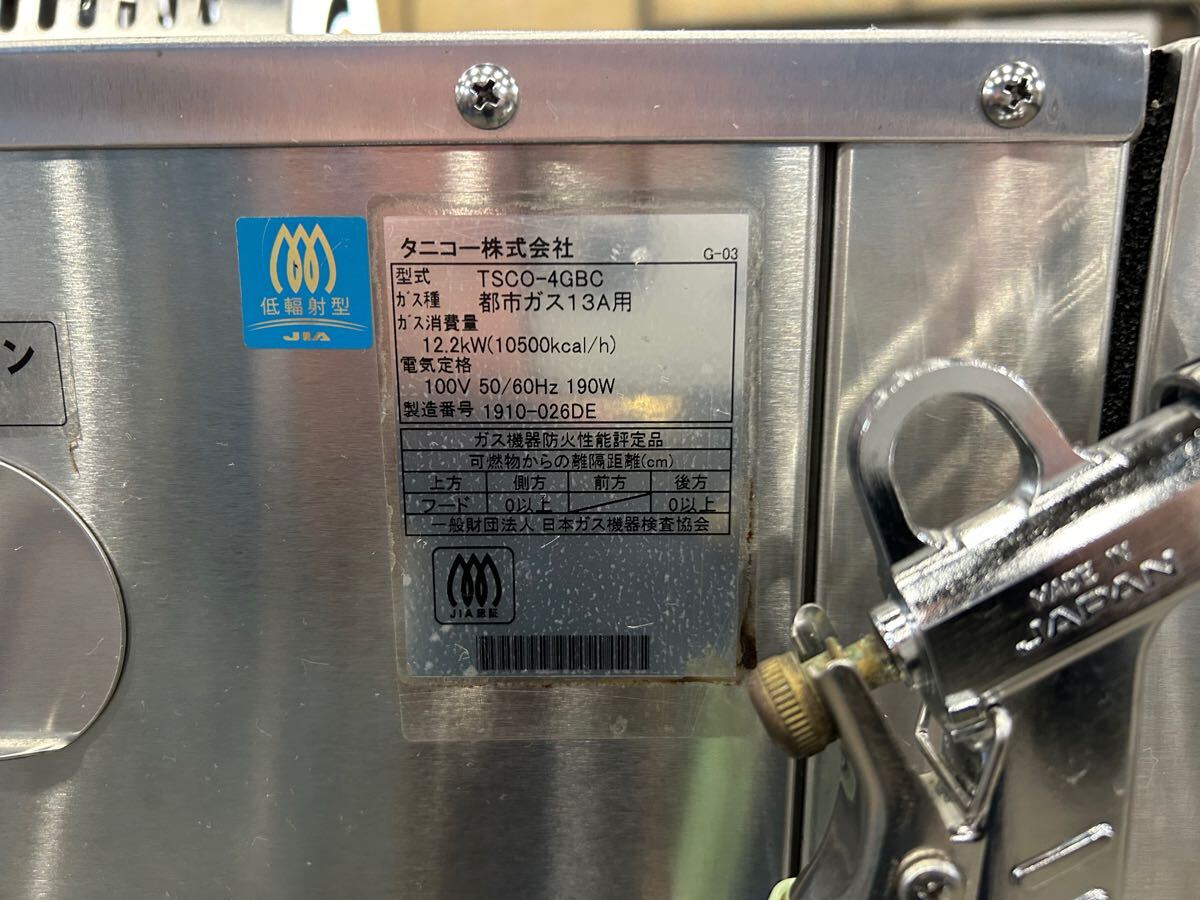 タニコー株式会社
G-03
型式 TSCO-4GBC
ガス種 都市ガス13A用
ガス消費量
12.2kW(10500kcal/h)
電気定格
100V 50/60Hz 190W
製造番号 1910-026DE
ガス機器防火性能評定品
可燃物からの離隔距離(cm)
上方 側方 前方 後方
フード 0以上 0以上
一般財団法人 日本ガス機器検査協会
JIA認証
低輻射型
JIA
ン
MADE IN
JAPAN